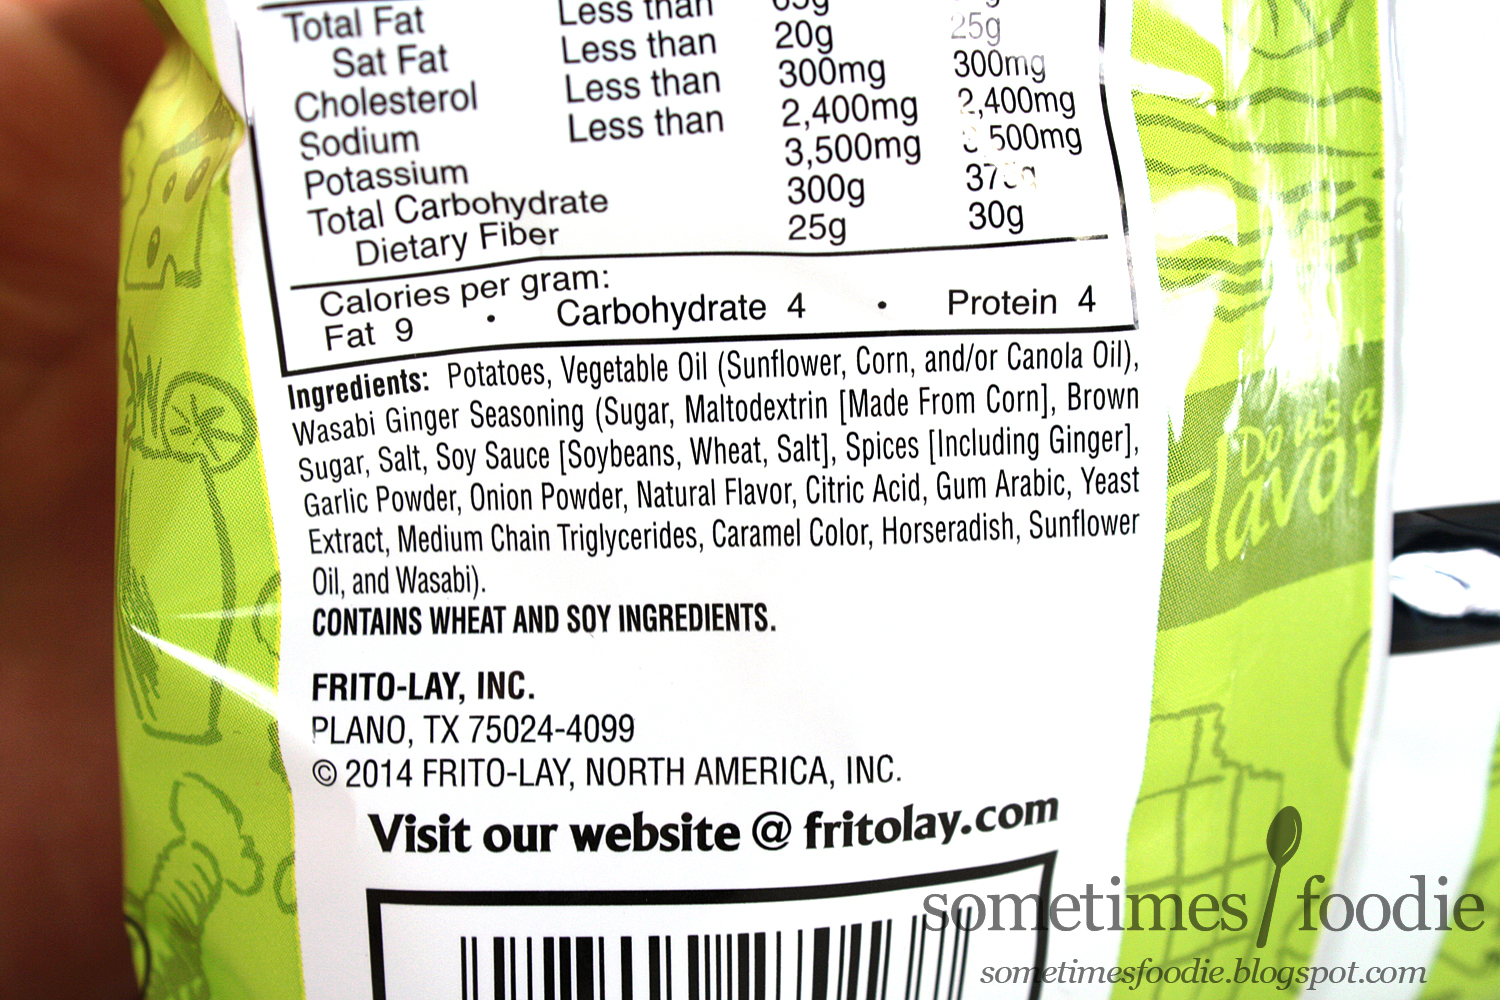 Total Fat Less than 65g
Sat Fat Less than 20g 25g
Cholesterol Less than 300mg 300mg
Sodium Less than 2,400mg 2,400mg
Potassium 3,500mg 3,500mg
Total Carbohydrate 300g 375g
Dietary Fiber 25g 30g
Calories per gram:
Fat 9 • Carbohydrate 4 • Protein 4
Ingredients: Potatoes, Vegetable Oil (Sunflower, Corn, and/or Canola Oil),
Wasabi Ginger Seasoning (Sugar, Maltodextrin [Made From Corn], Brown
Sugar, Salt, Soy Sauce [Soybeans, Wheat, Salt], Spices [Including Ginger],
Garlic Powder, Onion Powder, Natural Flavor, Citric Acid, Gum Arabic, Yeast
Extract, Medium Chain Triglycerides, Caramel Color, Horseradish, Sunflower
Oil, and Wasabi).
CONTAINS WHEAT AND SOY INGREDIENTS.
FRITO-LAY, INC.
PLANO, TX 75024-4099
© 2014 FRITO-LAY, NORTH AMERICA, INC.
Visit our website @ fritolay.com
Do us a
Flavor
sometimes foodie
sometimesfoodie.blogspot.com